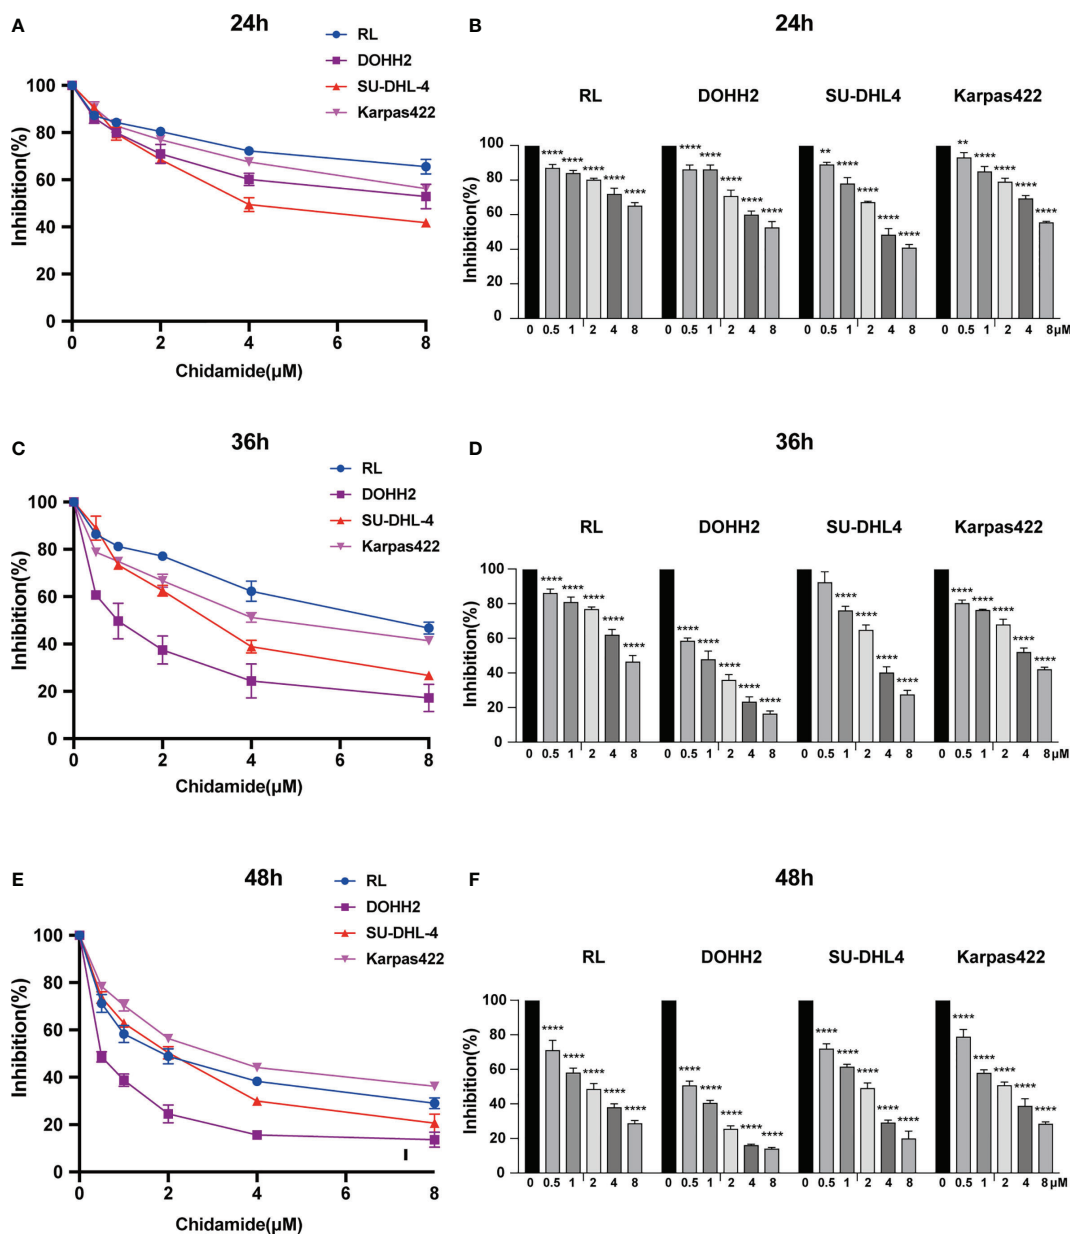 A
24h
RL
DOHH2
SU-DHL-4
Karpas422
100
80
60
40
20
0
Inhibition(%)
0 2 4 6 8
Chidamide(μM)
B
24h
RL DOHH2 SU-DHL4 Karpas422
100
80
60
40
20
0
Inhibition(%)
**** **** **** **** ****
**** **** **** **** ****
** **** **** **** ****
** **** **** **** ****
0 0.5 1 2 4 8 0 0.5 1 2 4 8 0 0.5 1 2 4 8 0 0.5 1 2 4 8μM
C
36h
RL
DOHH2
SU-DHL-4
Karpas422
100
80
60
40
20
0
Inhibition(%)
0 2 4 6 8
Chidamide(μM)
D
36h
RL DOHH2 SU-DHL4 Karpas422
100
80
60
40
20
0
Inhibition(%)
**** **** **** **** ****
**** **** **** **** ****
**** **** **** ****
**** **** **** **** ****
0 0.5 1 2 4 8 0 0.5 1 2 4 8 0 0.5 1 2 4 8 0 0.5 1 2 4 8μM
E
48h
RL
DOHH2
SU-DHL-4
Karpas422
100
80
60
40
20
0
Inhibition(%)
0 2 4 6 8
Chidamide(μM)
F
48h
RL DOHH2 SU-DHL4 Karpas422
100
80
60
40
20
0
Inhibition(%)
**** **** **** **** ****
**** **** **** **** ****
**** **** **** **** ****
**** **** **** **** ****
0 0.5 1 2 4 8 0 0.5 1 2 4 8 0 0.5 1 2 4 8 0 0.5 1 2 4 8μM